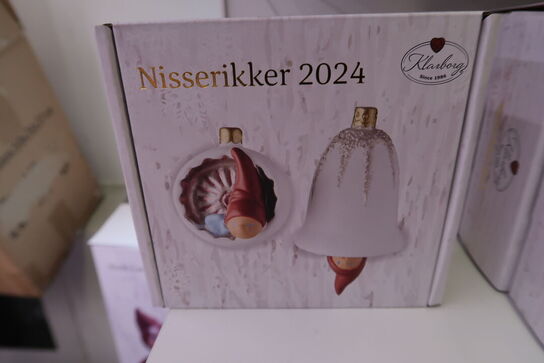 Nisserikker 2024
Klarborg
Since 1986